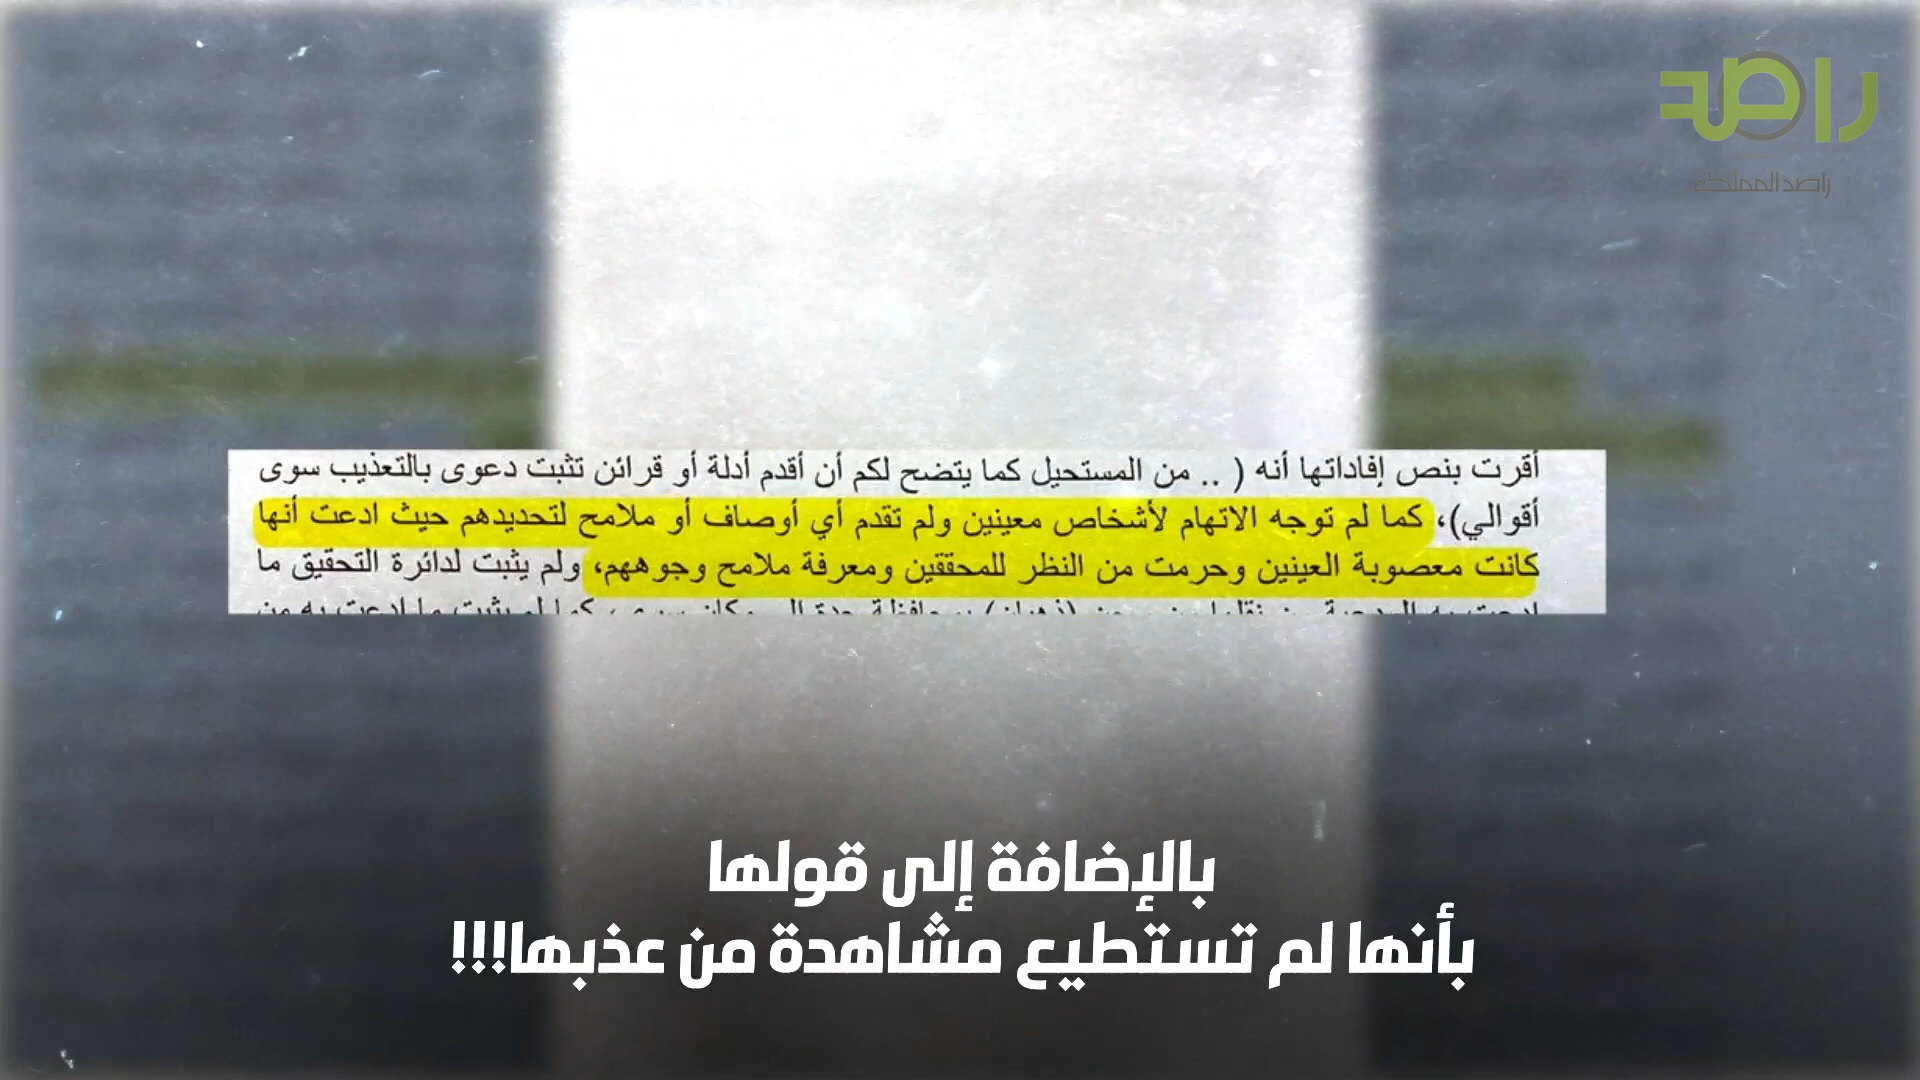 راصد
راصد المملكة
أقرت بنص إفاداتها أنه ( .. من المستحيل كما يتضح لكم أن أقدم أدلة أو قرائن تثبت دعوى بالتعذيب سوى
أقوالي)، كما لم توجه الاتهام لأشخاص معينين ولم تقدم أي أوصاف أو ملامح لتحديدهم حيث ادعت أنها
كانت معصوبة العينين وحرمت من النظر للمحققين ومعرفة ملامح وجوههم، ولم يثبت لدائرة التحقيق ما
بالإضافة إلى قولها
بأنها لم تستطيع مشاهدة من عذبها!!!